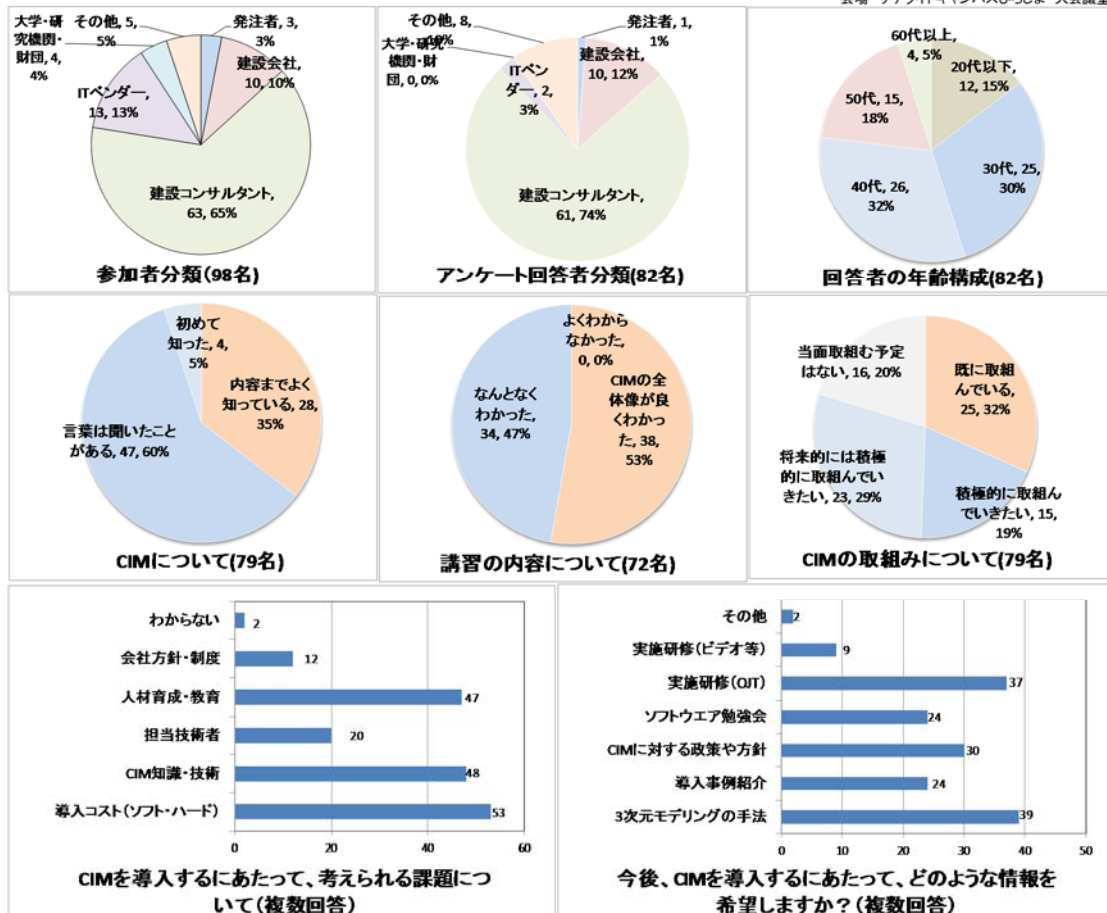 大学・研
究機関・
財団, 4,
4%
その他, 5
5%
発注者, 3,
3%
建設会社,
10, 10%
ITベンダー,
13, 13%
建設コンサルタント,
63, 65%
参加者分類(98名)
その他, 8,
10%
大学・研究
機関・財
団, 0, 0%
ITベン
ダー, 2,
3%
発注者, 1,
1%
建設会社,
10, 12%
建設コンサルタント,
61, 74%
アンケート回答者分類(82名)
60代以上,
4, 5%
20代以下,
12, 15%
50代, 15,
18%
30代, 25,
30%
40代, 26,
32%
回答者の年齢構成(82名)
初めて
知った, 4,
5%
内容までよく
知っている, 28,
35%
言葉は聞いたこと
がある, 47, 60%
CIMについて(79名)
よくわから
なかった,
0, 0%
なんとなく
わかった,
34, 47%
CIMの全
体像が良
くわかっ
た, 38,
53%
講習の内容について(72名)
当面取組む予定
はない, 16, 20%
既に取組
んでいる,
25, 32%
将来的には積極
的に取組んでい
きたい, 23, 29%
積極的に取組ん
でいきたい, 15,
19%
CIMの取組みについて(79名)
わからない 2
会社方針・制度 12
人材育成・教育 47
担当技術者 20
CIM知識・技術 48
導入コスト(ソフト・ハード) 53
0 20 40 60
CIMを導入するにあたって、考えられる課題につ
いて(複数回答)
その他 2
実施研修(ビデオ等) 9
実施研修(OJT) 37
ソフトウエア勉強会 24
CIMに対する政策や方針 30
導入事例紹介 24
3次元モデリングの手法 39
0 10 20 30 40 50
今後、CIMを導入するにあたって、どのような情報を
希望しますか？(複数回答)